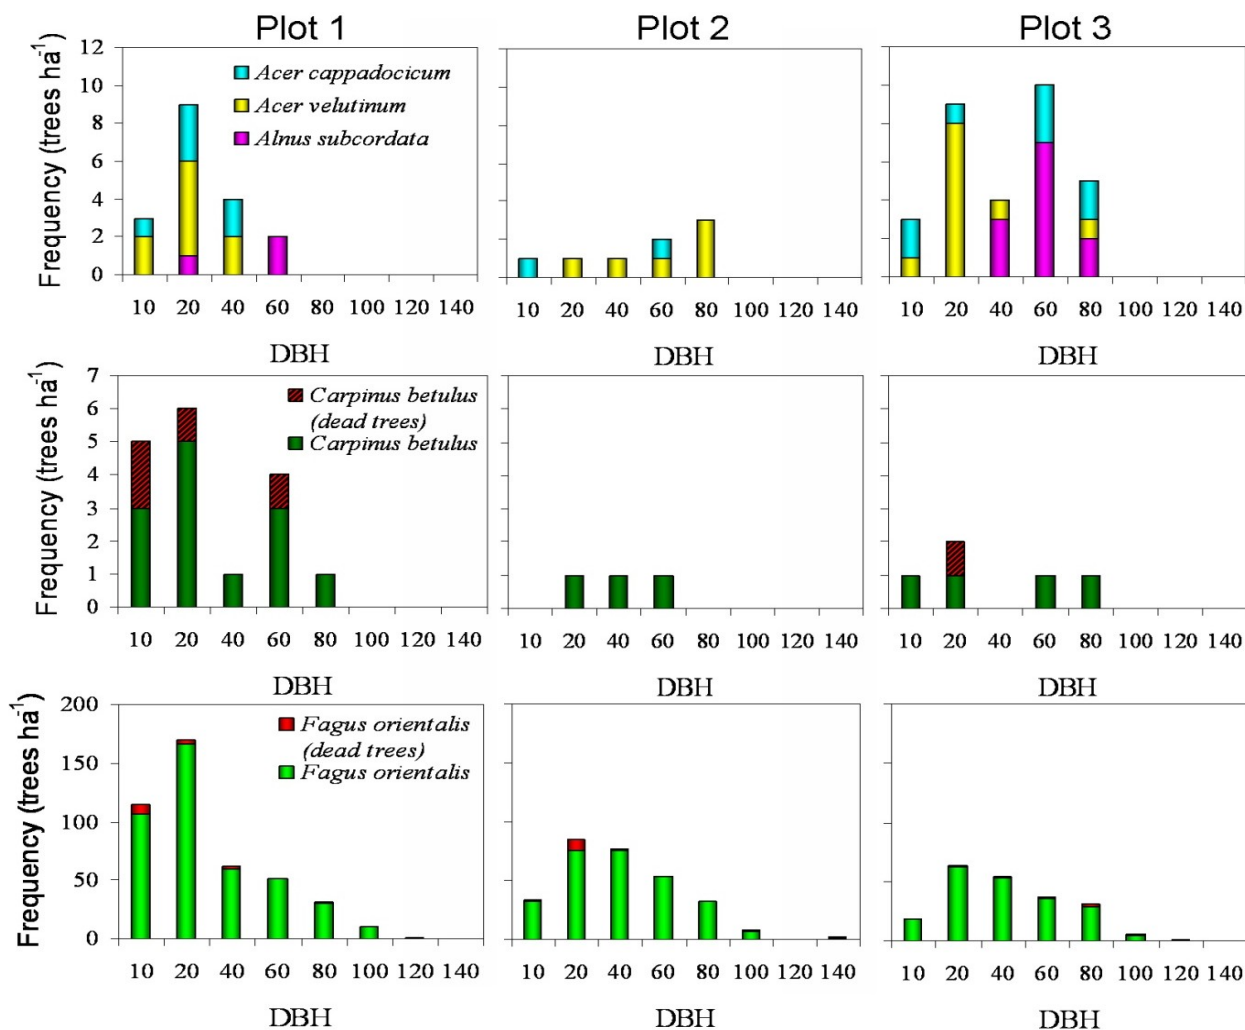 Plot 1 Plot 2 Plot 3
Frequency (trees ha-1)
12
10
8
6
4
2
0
Acer cappadocicum
Acer velutinum
Alnus subcordata
10 20 40 60 80 100 120 140
10 20 40 60 80 100 120 140
10 20 40 60 80 100 120 140
DBH DBH DBH
Frequency (trees ha-1)
7
6
5
4
3
2
1
0
Carpinus betulus
(dead trees)
Carpinus betulus
10 20 40 60 80 100 120 140
10 20 40 60 80 100 120 140
10 20 40 60 80 100 120 140
DBH DBH DBH
Frequency (trees ha-1)
200
150
100
50
0
Fagus orientalis
(dead trees)
Fagus orientalis
10 20 40 60 80 100 120 140
10 20 40 60 80 100 120 140
10 20 40 60 80 100 120 140
DBH DBH DBH